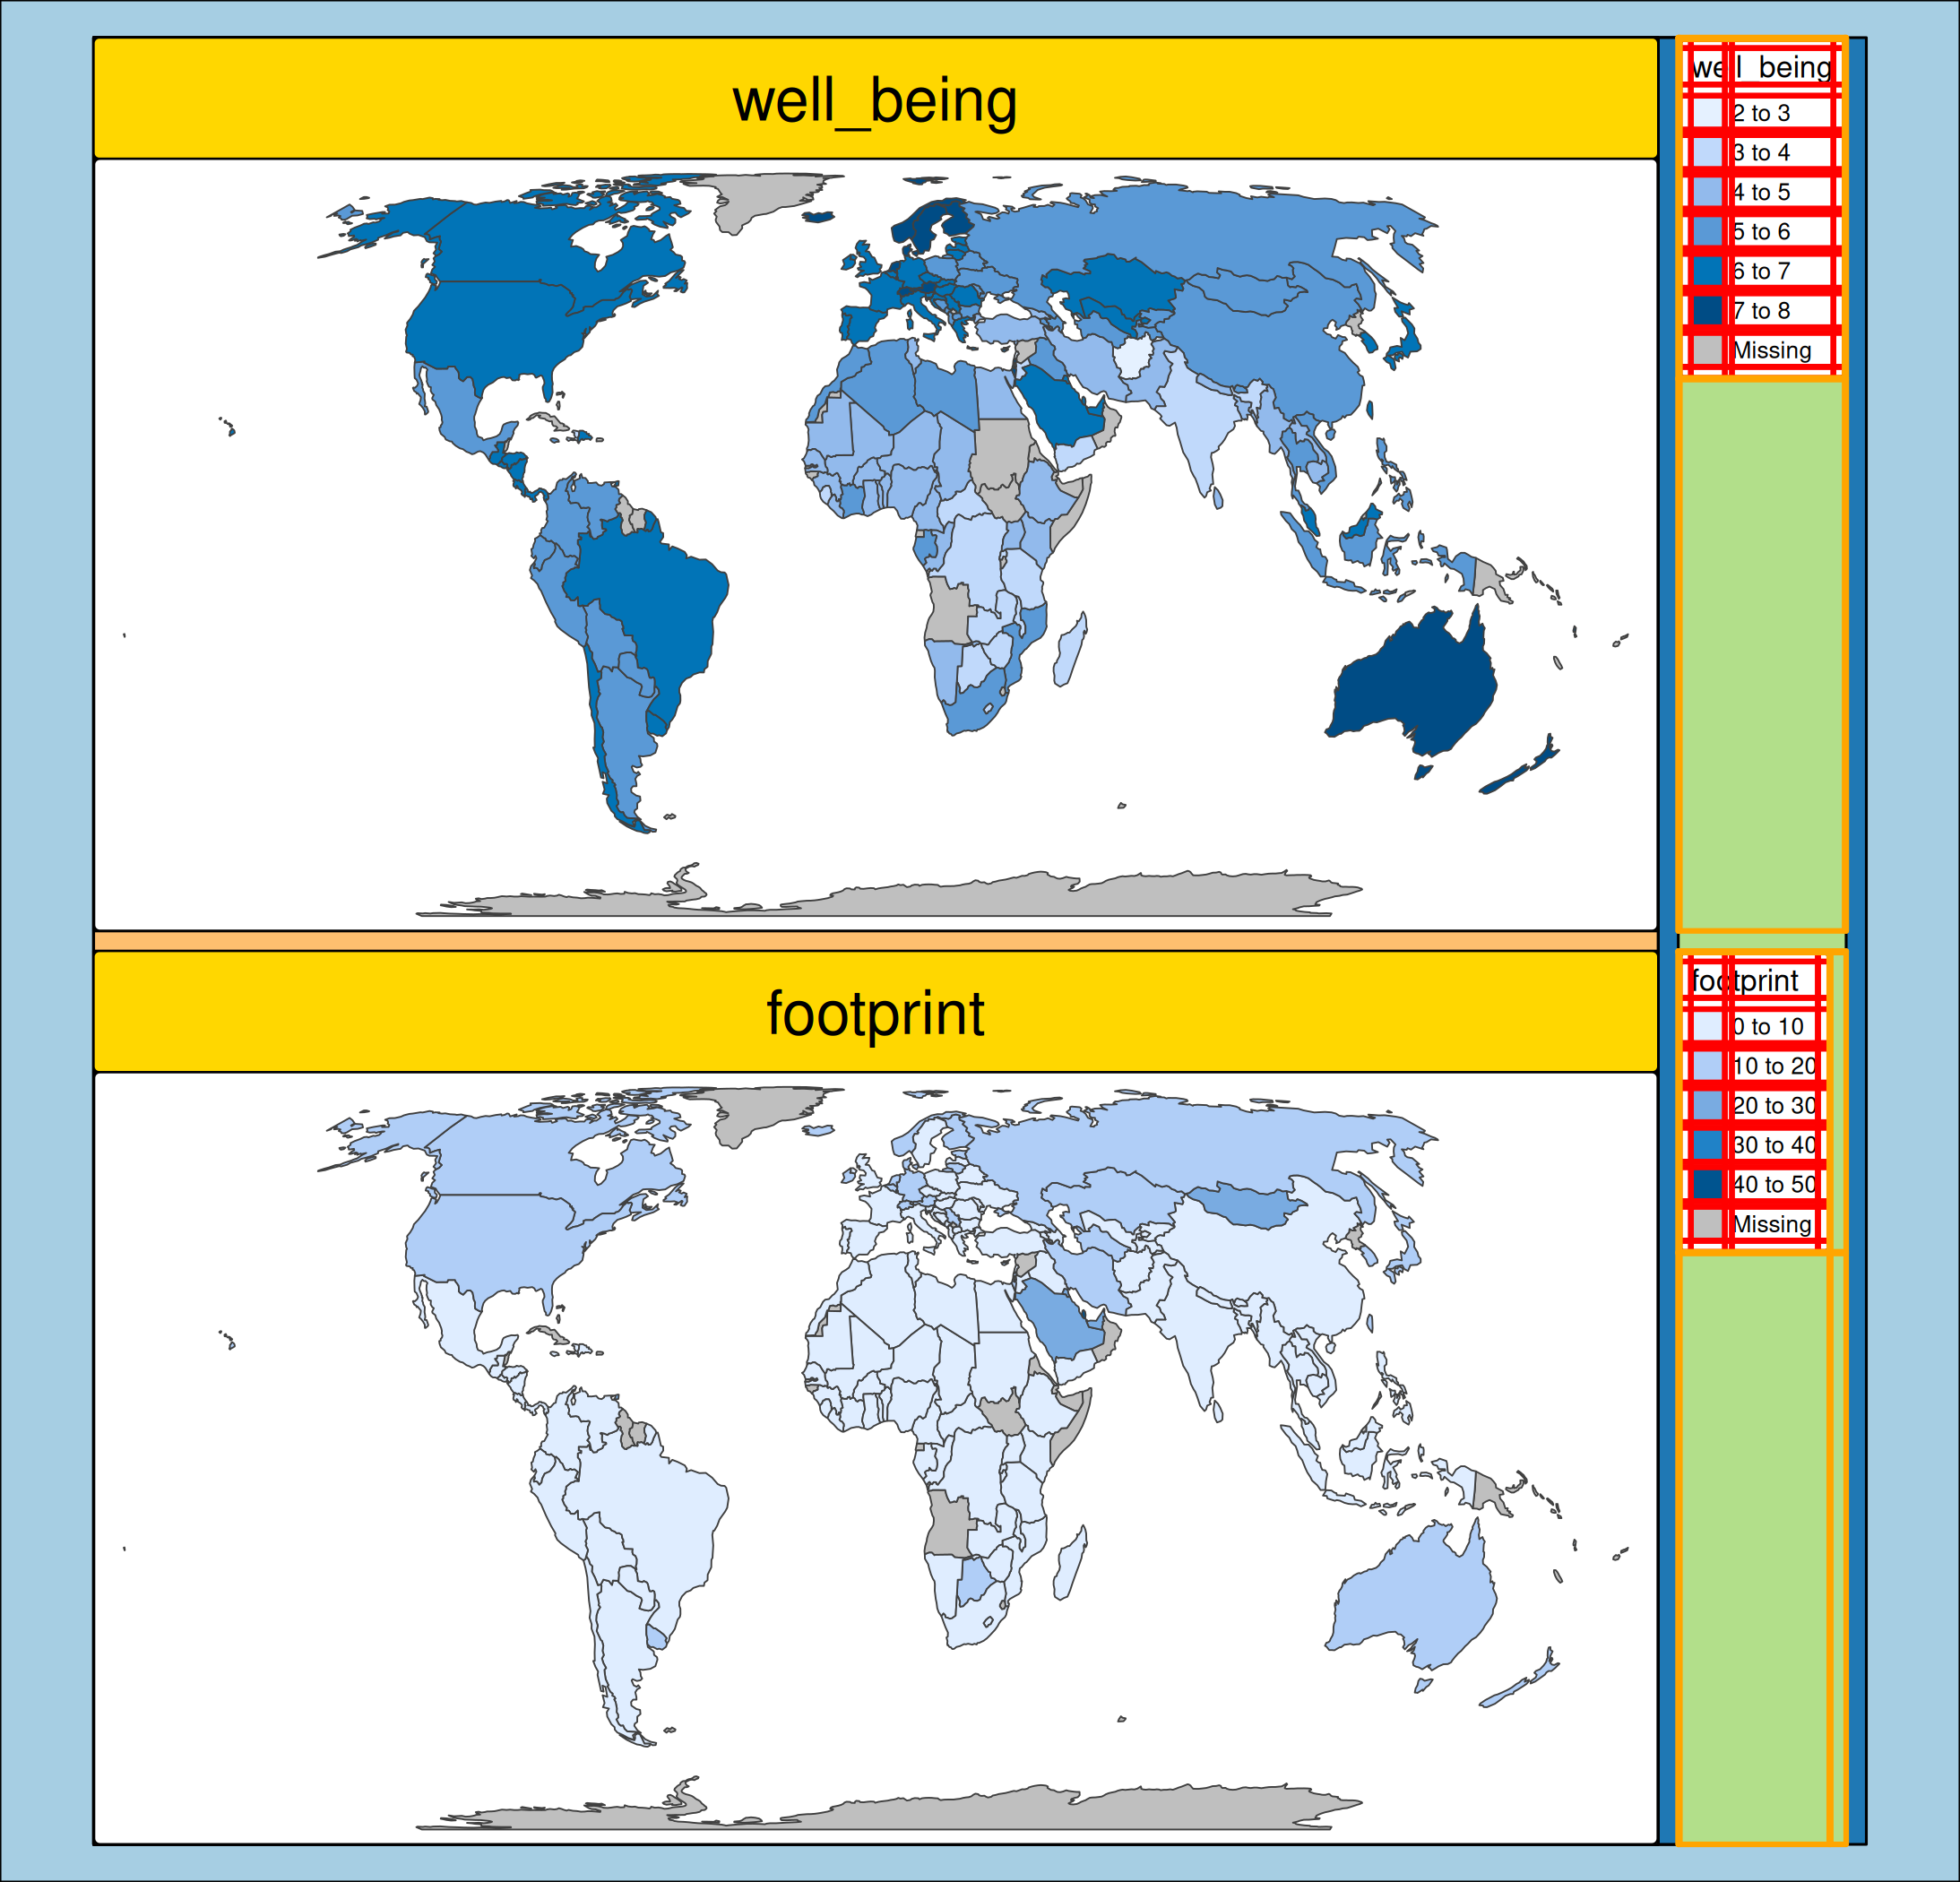 well_being
well_being
2 to 3
3 to 4
4 to 5
5 to 6
6 to 7
7 to 8
Missing
footprint
footprint
0 to 10
10 to 20
20 to 30
30 to 40
40 to 50
Missing